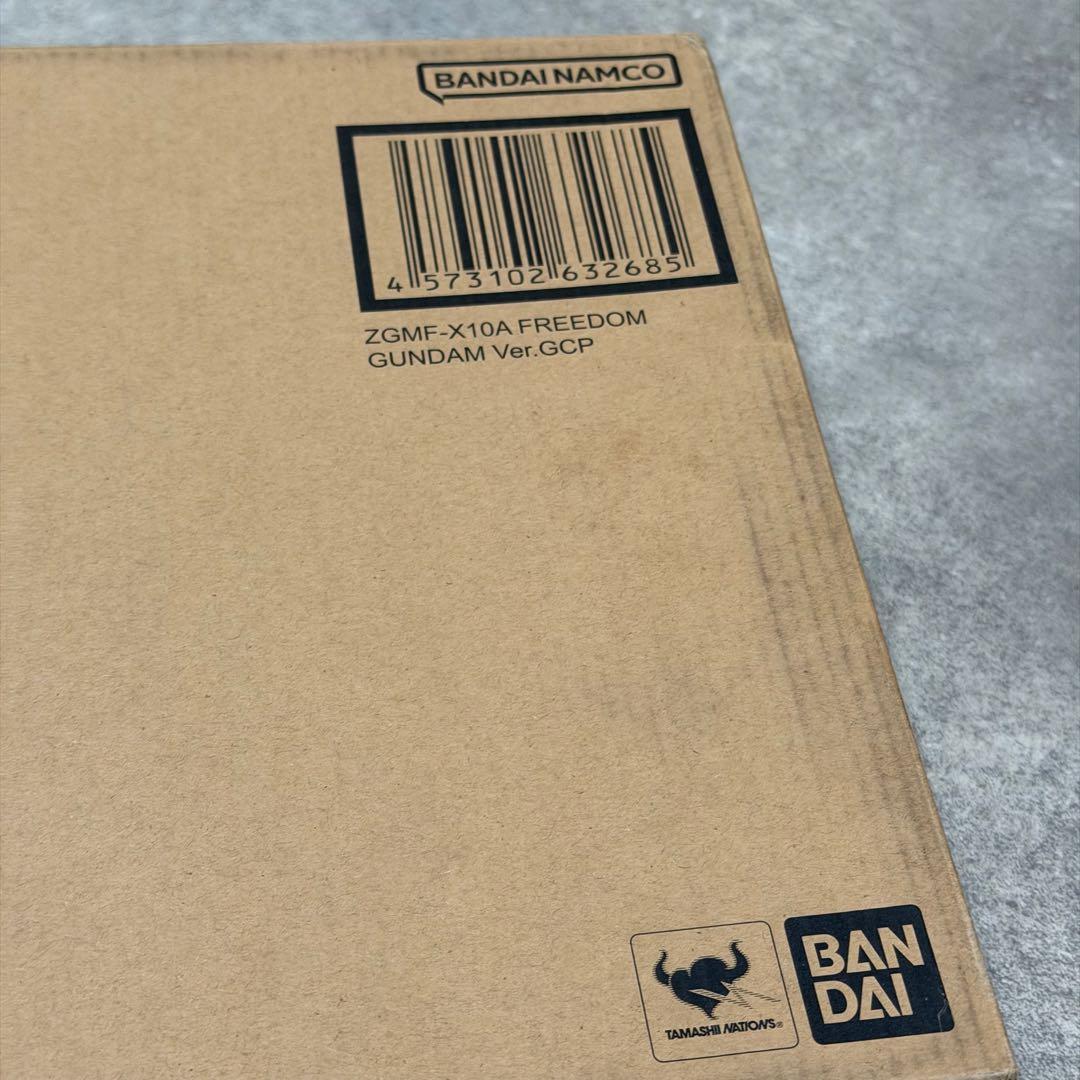 BANDAI NAMCO
4 573102 632685
ZGMF-X10A FREEDOM
GUNDAM Ver.GCP
TAMASHII NATIONS®
BAN
DAI